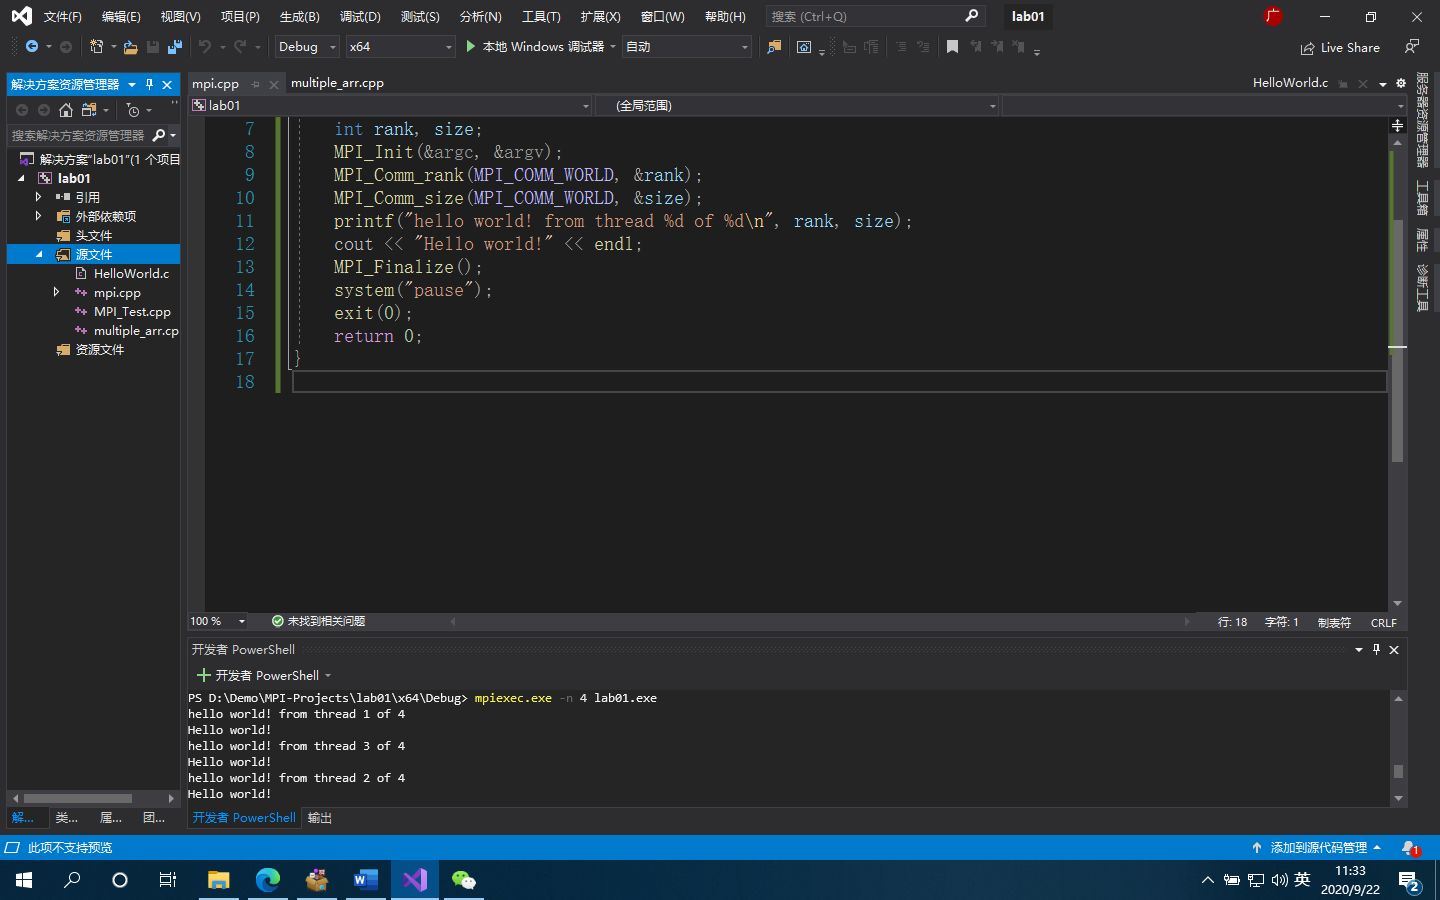 文件(F) 编辑(E) 视图(V) 项目(P) 生成(B) 调试(D) 测试(S) 分析(N) 工具(T) 扩展(X) 窗口(W) 帮助(H) 搜索 (Ctrl+Q) lab01 广
Debug x64 本地 Windows 调试器 自动 Live Share
解决方案资源管理器
搜索解决方案资源管理器
解决方案"lab01"(1 个项目
lab01
引用
外部依赖项
头文件
源文件
HelloWorld.c
mpi.cpp
MPI_Test.cpp
multiple_arr.cp
资源文件
解... 类... 属... 团...
mpi.cpp multiple_arr.cpp HelloWorld.c
lab01 (全局范围)
7 int rank, size;
8 MPI_Init(&argc, &argv);
9 MPI_Comm_rank(MPI_COMM_WORLD, &rank);
10 MPI_Comm_size(MPI_COMM_WORLD, &size);
11 printf("hello world! from thread %d of %d\n", rank, size);
12 cout << "Hello world!" << endl;
13 MPI_Finalize();
14 system("pause");
15 exit(0);
16 return 0;
17 }
18
100 % 未找到相关问题 行: 18 字符: 1 制表符 CRLF
开发者 PowerShell
开发者 PowerShell
PS D:\Demo\MPI-Projects\lab01\x64\Debug> mpiexec.exe -n 4 lab01.exe
hello world! from thread 1 of 4
Hello world!
hello world! from thread 3 of 4
Hello world!
hello world! from thread 2 of 4
Hello world!
开发者 PowerShell 输出
服务器资源管理器
工具箱
属性
诊断工具
此项不支持预览 添加到源代码管理 1
英 11:33
2020/9/22 2